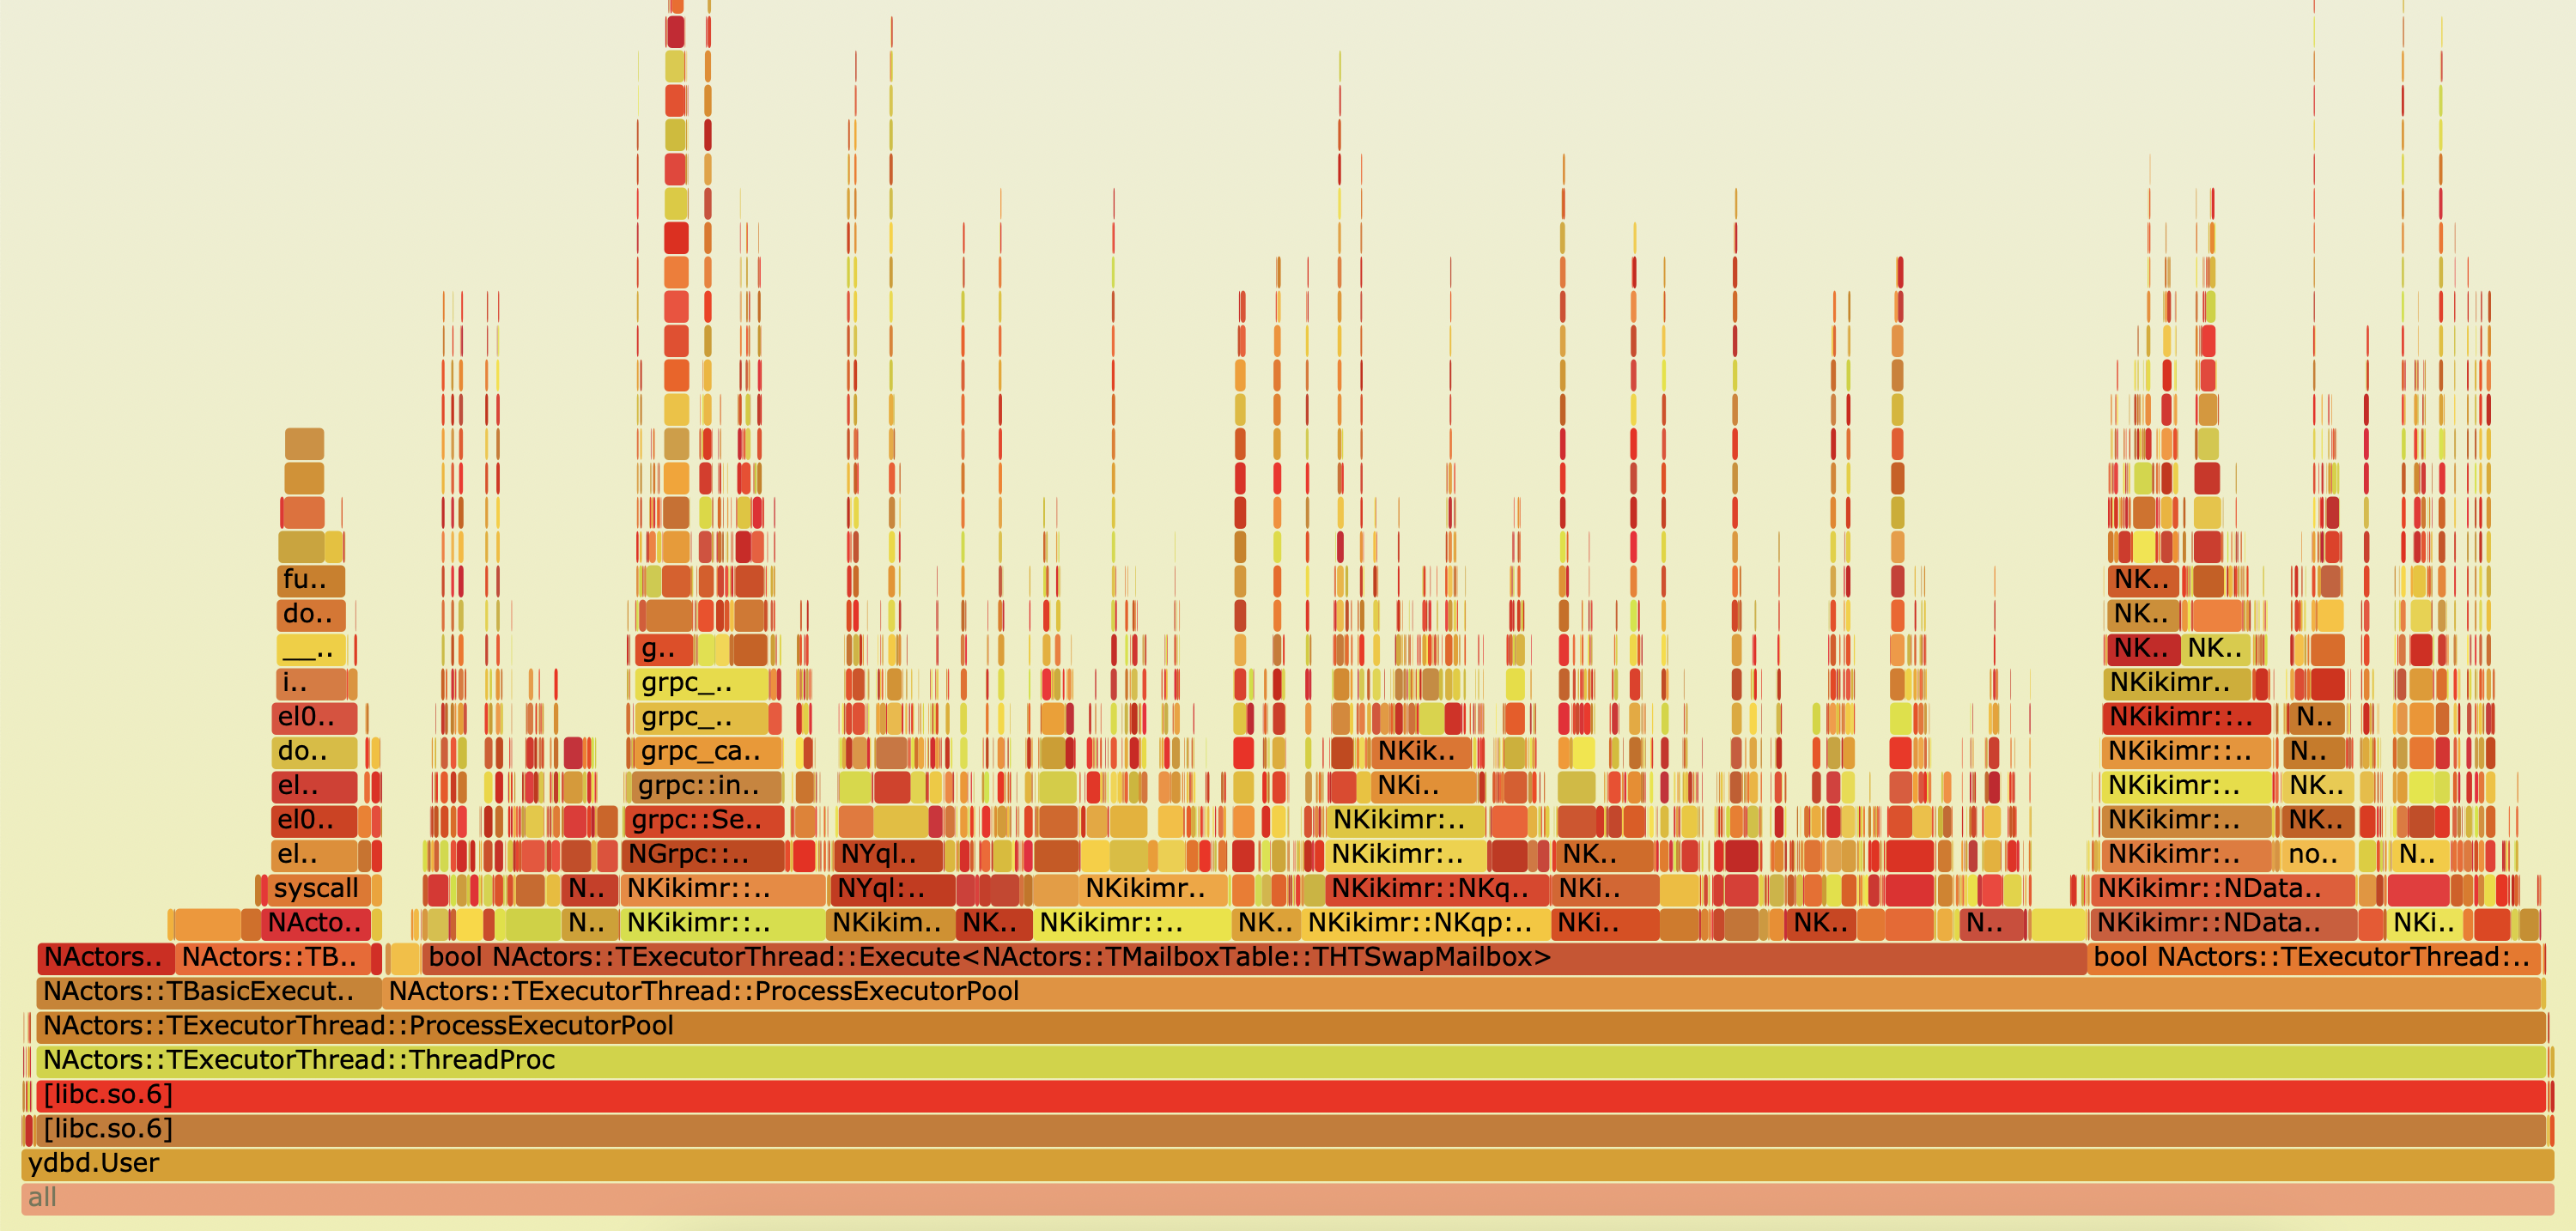 fu..
do..
__..
g..
NK..
NK..
NK.. NK..
i..
grpc_..
NKikimr..
el0..
grpc_..
NKikimr::..
N..
do..
grpc_ca..
NKik..
NKikimr::..
N..
el..
grpc::in..
NKi..
NKikimr:..
NK..
el0..
grpc::Se..
NKikimr:..
NKikimr:..
NK..
el..
NGrpc::..
NYql..
NKikimr:..
NK..
NKikimr:..
no..
N..
syscall
N..
NKikimr::..
NYql:..
NKikimr..
NKikimr::NKq..
NKi..
NKikimr::NData..
NActo..
N..
NKikimr::..
NKikim..
NK..
NKikimr::..
NK..
NKikimr::NKqp:..
NKi..
NK..
N..
NKikimr::NData..
NKi..
NActors..
NActors::TB..
bool NActors::TExecutorThread::Execute<NActors::TMailboxTable::THTSwapMailbox>
bool NActors::TExecutorThread:..
NActors::TBasicExecut..
NActors::TExecutorThread::ProcessExecutorPool
NActors::TExecutorThread::ProcessExecutorPool
NActors::TExecutorThread::ThreadProc
[libc.so.6]
[libc.so.6]
ydbd.User
all